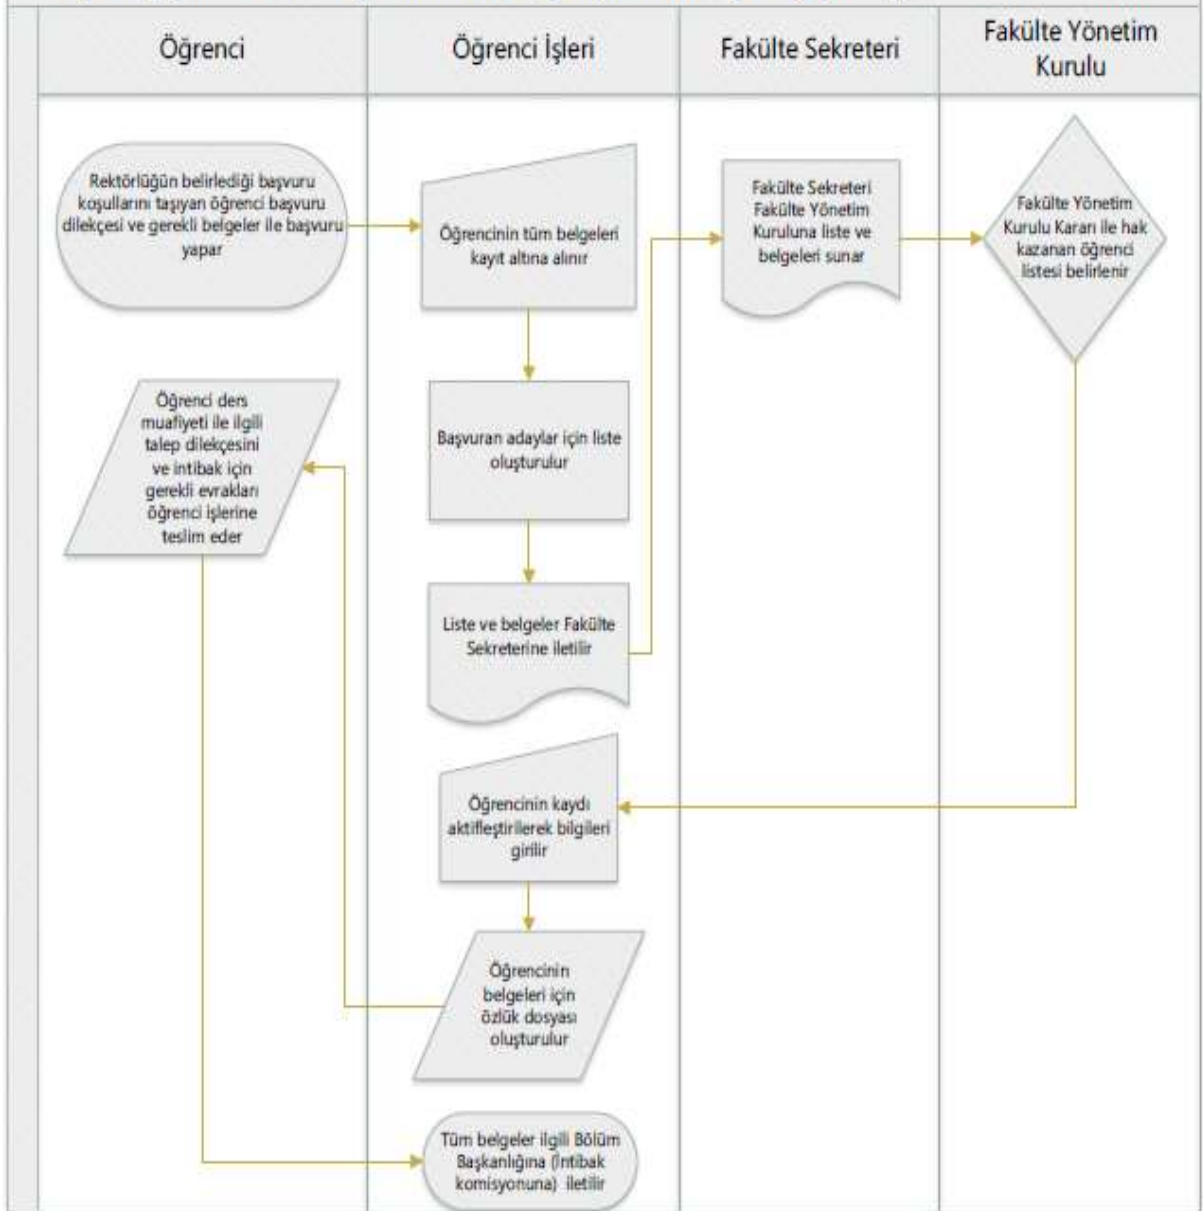 Öğrenci
Öğrenci İşleri
Fakülte Sekreteri
Fakülte Yönetim
Kurulu
Rektörlüğün belirlediği başvuru
koşullarını taşıyan öğrenci başvuru
dilekçesi ve gerekli belgeler ile başvuru
yapar
Öğrencinin tüm belgeleri
kayıt altına alınır
Fakülte Sekreteri
Fakülte Yönetim
Kuruluna liste ve
belgeleri sunar
Fakülte Yönetim
Kurulu Kararı ile hak
kazanan öğrenci
listesi belirlenir
Öğrenci ders
muafiyeti ile ilgili
talep dilekçesini
ve intibak için
gerekli evrakları
öğrenci işlerine
teslim eder
Başvuran adaylar için liste
oluşturulur
Liste ve belgeler Fakülte
Sekreterine iletilir
Öğrencinin kaydı
aktifleştirilerek bilgileri
girilir
Öğrencinin
belgeleri için
özlük dosyası
oluşturulur
Tüm belgeler ilgili Bölüm
Başkanlığına (İntibak
komisyonuna) iletilir